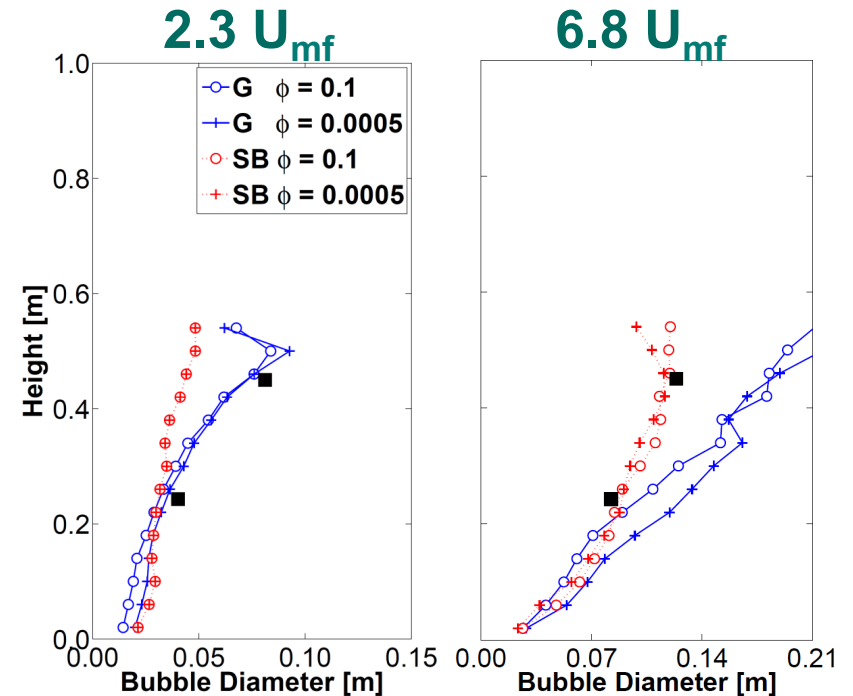 2.3 Umf
6.8 Umf
1.0
0.8
0.6
0.4
0.2
0.0
Height [m]
G ϕ = 0.1
G ϕ = 0.0005
SB ϕ = 0.1
SB ϕ = 0.0005
0.00 0.05 0.10 0.15
0.00 0.07 0.14 0.21
Bubble Diameter [m]
Bubble Diameter [m]